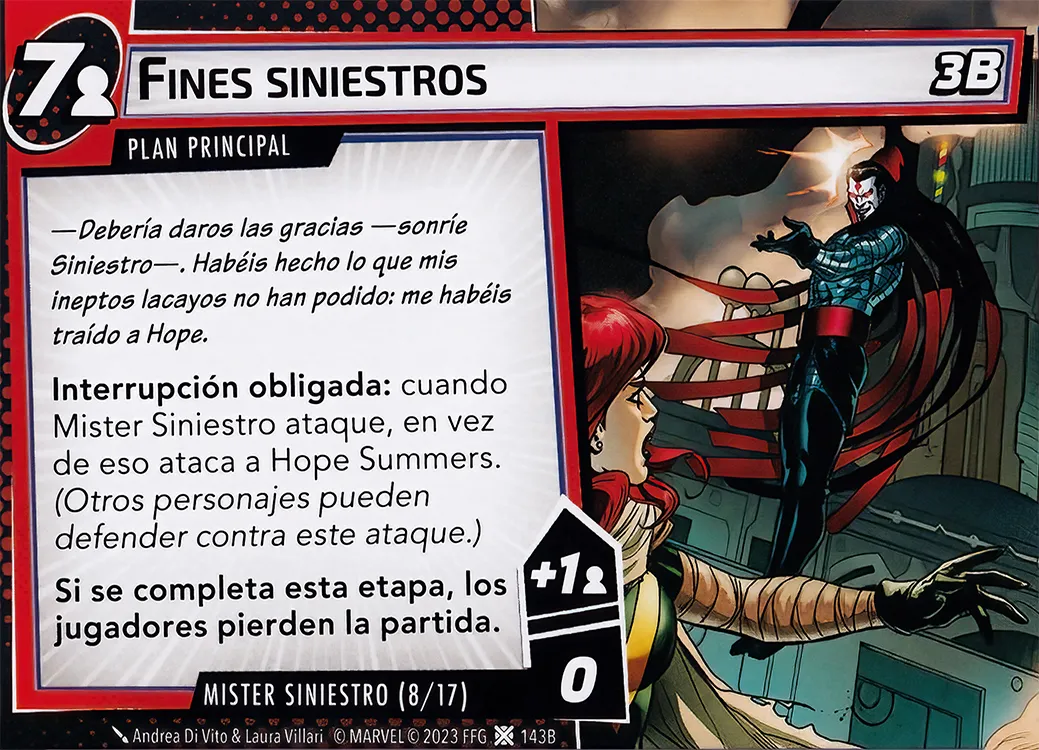 7
FINES SINIESTROS
3B
PLAN PRINCIPAL
—Debería daros las gracias —sonríe
Siniestro—. Habéis hecho lo que mis
ineptos lacayos no han podido: me habéis
traído a Hope.
Interrupción obligada: cuando
Mister Siniestro ataque, en vez
de eso ataca a Hope Summers.
(Otros personajes pueden
defender contra este ataque.)
Si se completa esta etapa, los
jugadores pierden la partida.
+1
0
MISTER SINIESTRO (8/17)
Andrea Di Vito & Laura Villari © MARVEL © 2023 FFG 143B